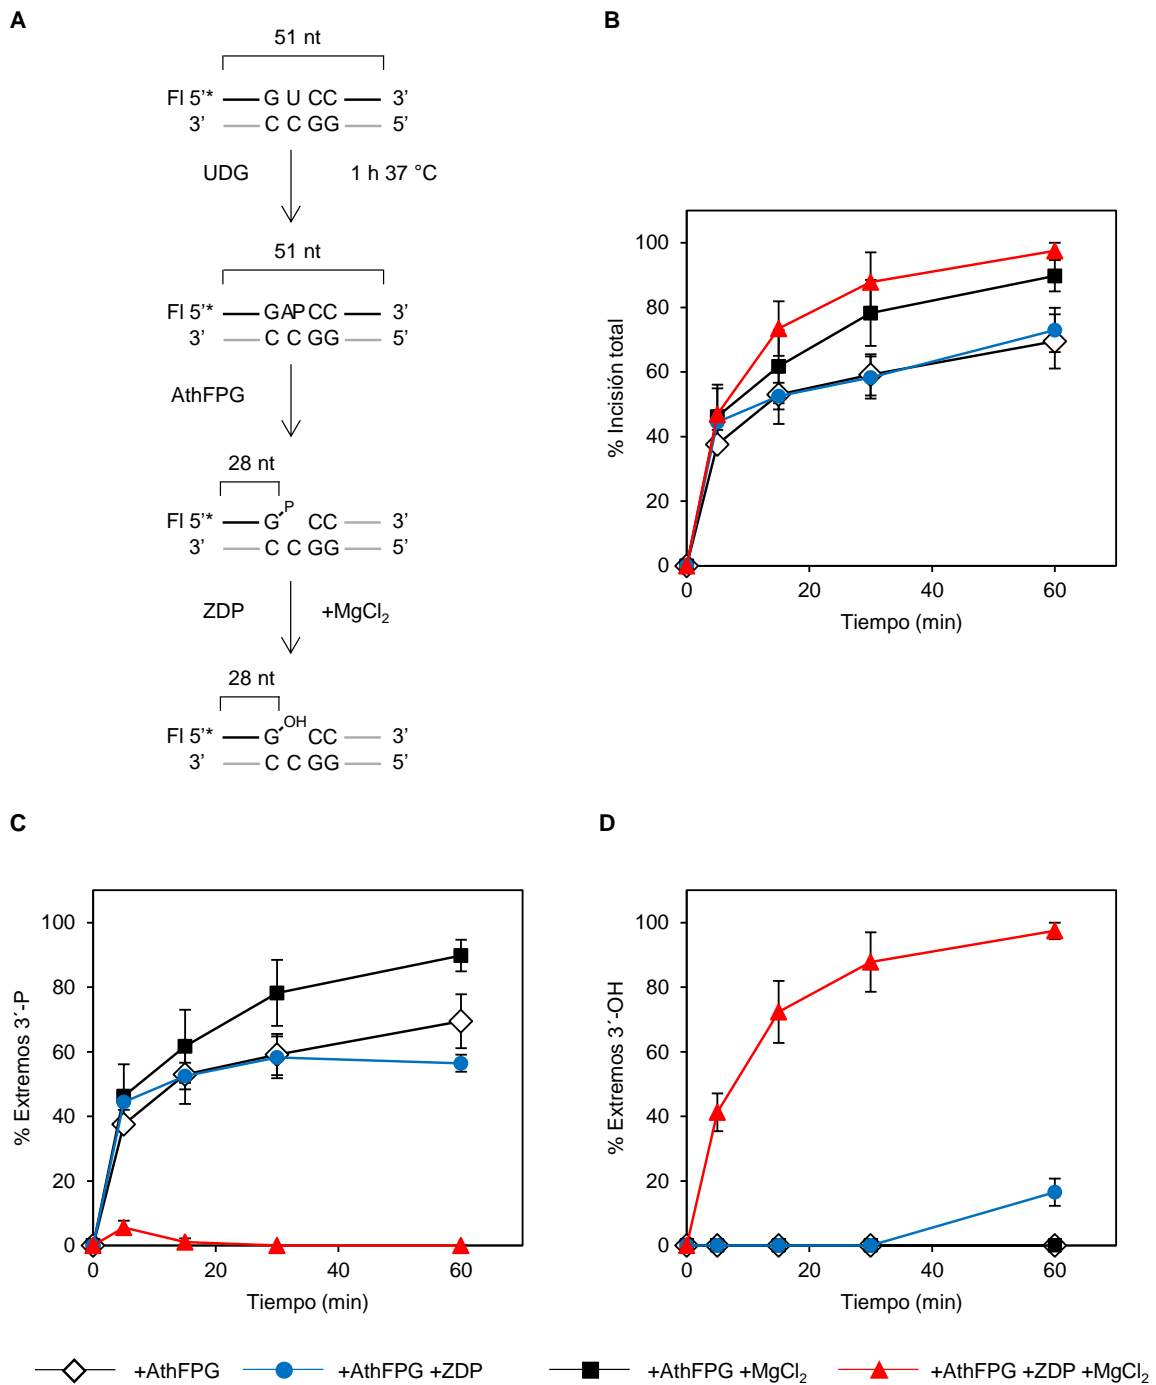 A
51 nt
Fl 5'* G U CC 3'
3' C C GG 5'
UDG 1 h 37 °C
51 nt
Fl 5'* GAP CC 3'
3' C C GG 5'
AthFPG
28 nt
P
Fl 5'* G CC 3'
3' C C GG 5'
ZDP +MgCl₂
28 nt
OH
Fl 5'* G CC 3'
3' C C GG 5'
B
% Incisión total
100
80
60
40
20
0
0 20 40 60
Tiempo (min)
C
% Extremos 3´-P
100
80
60
40
20
0
0 20 40 60
Tiempo (min)
D
% Extremos 3´-OH
100
80
60
40
20
0
0 20 40 60
Tiempo (min)
+AthFPG +AthFPG +ZDP +AthFPG +MgCl₂ +AthFPG +ZDP +MgCl₂